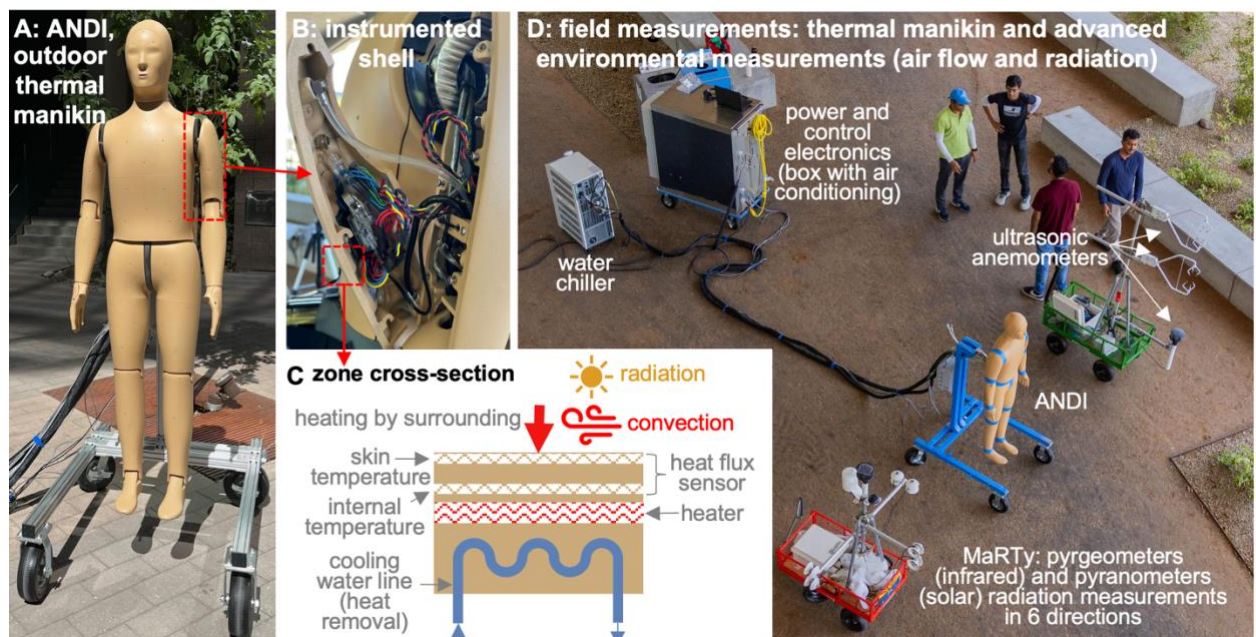 A: ANDI,
outdoor
thermal
manikin
B: instrumented
shell
C zone cross-section
radiation
heating by surrounding
convection
skin
temperature
heat flux
sensor
internal
temperature
heater
cooling
water line
(heat
removal)
D: field measurements: thermal manikin and advanced
environmental measurements (air flow and radiation)
power and
control
electronics
(box with air
conditioning)
water
chiller
ultrasonic
anemometers
ANDI
MaRTy: pyrgeometers
(infrared) and pyranometers
(solar) radiation measurements
in 6 directions